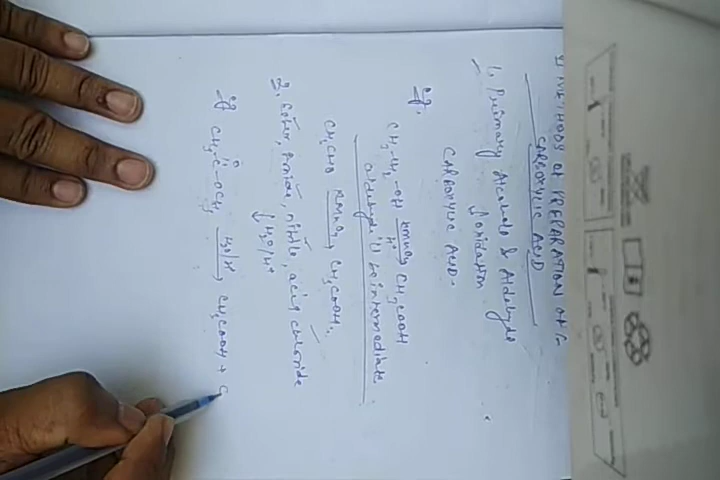 METHODS OF PREPARATION OF
CARBOXYLIC ACID
1. Primary Alcohols & Aldehyde
↓ oxidation
CARBOXYLIC ACID.
eg.
CH3-CH2-OH KMnO4/H+ → CH3COOH
aldehyde is intermediate.
CH3CHO KMnO4 → CH3COOH.
2. Ester, Amide, nitrile, acid chloride
↓ H2O/H+
eg CH3-C(=O)-OCH3 H2O/H+ → CH3COOH + C